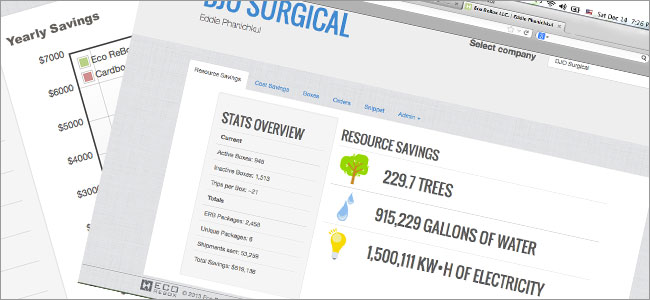 Yearly Savings
$7000
$6000
$5000
$4000
$3000
Eco ReBo
Cardbo
DJO SURGICAL
Eddie Phanichkul
Eco ReBox LLC. | Eddie Phanichkul
Sat Dec 14 7:26 P
Select company
DJO Surgical
Resource Savings
Cost Savings
Boxes
Orders
Snippet
Admin
STATS OVERVIEW
Current
Active Boxes: 946
Inactive Boxes: 1,513
Trips per Box: ~21
Totals
ERB Packages: 2,456
Unique Packages: 6
Shipments sent: 53,259
Total Savings:
RESOURCE SAVINGS
229.7 TREES
915,229 GALLONS OF WATER
1,500,111 KW•H OF ELECTRICITY
ECO
REBOX
© 2013 Eco